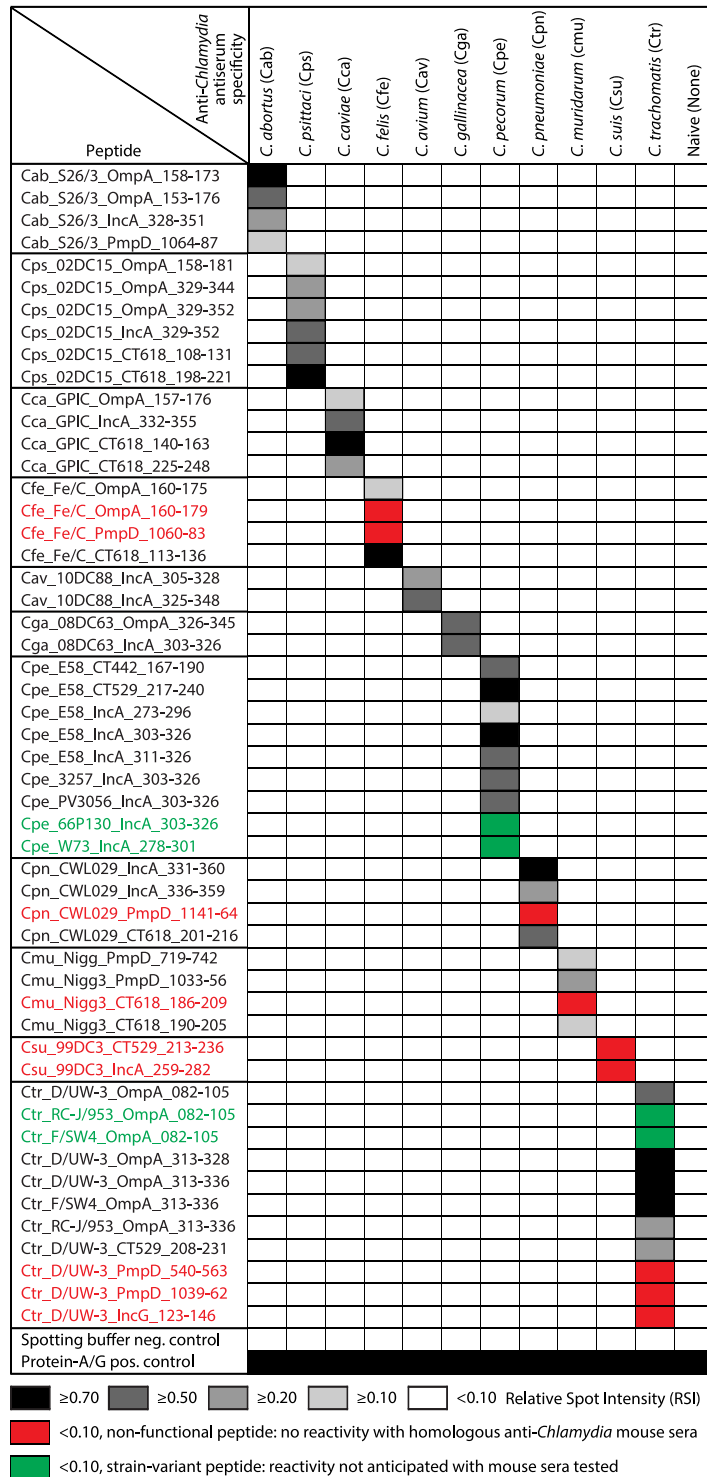 Anti-Chlamydia
antiserum
specificity
Peptide
C. abortus (Cab)
C. psittaci (Cps)
C. caviae (Cca)
C. felis (Cfe)
C. avium (Cav)
C. gallinacea (Cga)
C. pecorum (Cpe)
C. pneumoniae (Cpn)
C. muridarum (cmu)
C. suis (Csu)
C. trachomatis (Ctr)
Naive (None)
Cab_S26/3_OmpA_158-173
Cab_S26/3_OmpA_153-176
Cab_S26/3_IncA_328-351
Cab_S26/3_PmpD_1064-87
Cps_02DC15_OmpA_158-181
Cps_02DC15_OmpA_329-344
Cps_02DC15_OmpA_329-352
Cps_02DC15_IncA_329-352
Cps_02DC15_CT618_108-131
Cps_02DC15_CT618_198-221
Cca_GPIC_OmpA_157-176
Cca_GPIC_IncA_332-355
Cca_GPIC_CT618_140-163
Cca_GPIC_CT618_225-248
Cfe_Fe/C_OmpA_160-175
Cfe_Fe/C_OmpA_160-179
Cfe_Fe/C_PmpD_1060-83
Cfe_Fe/C_CT618_113-136
Cav_10DC88_IncA_305-328
Cav_10DC88_IncA_325-348
Cga_08DC63_OmpA_326-345
Cga_08DC63_IncA_303-326
Cpe_E58_CT442_167-190
Cpe_E58_CT529_217-240
Cpe_E58_IncA_273-296
Cpe_E58_IncA_303-326
Cpe_E58_IncA_311-326
Cpe_3257_IncA_303-326
Cpe_PV3056_IncA_303-326
Cpe_66P130_IncA_303-326
Cpe_W73_IncA_278-301
Cpn_CWL029_IncA_331-360
Cpn_CWL029_IncA_336-359
Cpn_CWL029_PmpD_1141-64
Cpn_CWL029_CT618_201-216
Cmu_Nigg_PmpD_719-742
Cmu_Nigg3_PmpD_1033-56
Cmu_Nigg3_CT618_186-209
Cmu_Nigg3_CT618_190-205
Csu_99DC3_CT529_213-236
Csu_99DC3_IncA_259-282
Ctr_D/UW-3_OmpA_082-105
Ctr_RC-J/953_OmpA_082-105
Ctr_F/SW4_OmpA_082-105
Ctr_D/UW-3_OmpA_313-328
Ctr_D/UW-3_OmpA_313-336
Ctr_F/SW4_OmpA_313-336
Ctr_RC-J/953_OmpA_313-336
Ctr_D/UW-3_CT529_208-231
Ctr_D/UW-3_PmpD_540-563
Ctr_D/UW-3_PmpD_1039-62
Ctr_D/UW-3_IncG_123-146
Spotting buffer neg. control
Protein-A/G pos. control
≥0.70 ≥0.50 ≥0.20 ≥0.10 <0.10 Relative Spot Intensity (RSI)
<0.10, non-functional peptide: no reactivity with homologous anti-Chlamydia mouse sera
<0.10, strain-variant peptide: reactivity not anticipated with mouse sera tested